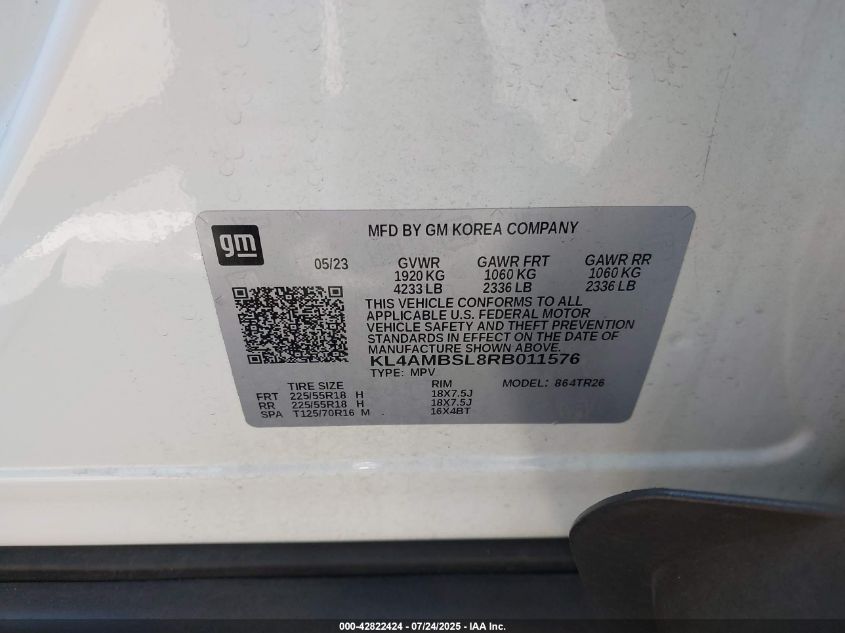 gm
MFD BY GM KOREA COMPANY
05/23 GVWR GAWR FRT GAWR RR
1920 KG 1060 KG 1060 KG
4233 LB 2336 LB 2336 LB
THIS VEHICLE CONFORMS TO ALL
APPLICABLE U.S. FEDERAL MOTOR
VEHICLE SAFETY AND THEFT PREVENTION
STANDARDS IN EFFECT ON THE DATE OF
MANUFACTURE SHOWN ABOVE.
KL4AMBSL8RB011576
TYPE: MPV
TIRE SIZE RIM MODEL: 864TR26
FRT 225/55R18 H 18X7.5J
RR 225/55R18 H 18X7.5J
SPA T125/70R16 M 16X4BT
000-42822424 / 07/24/2025 - IAA Inc.